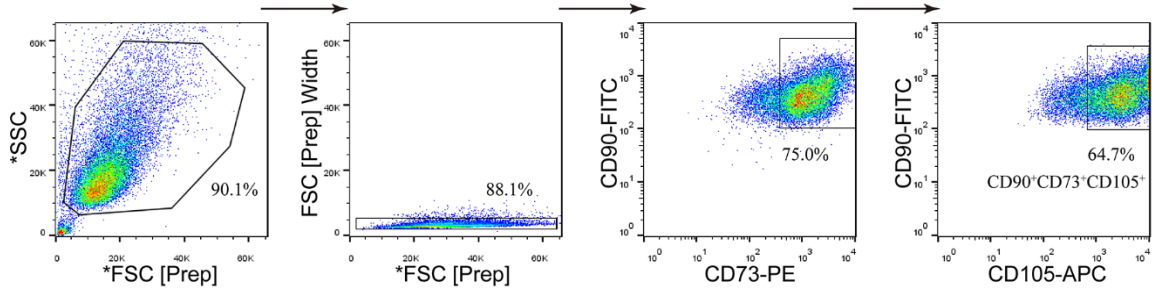 60K
40K
20K
0
*SSC
90.1%
0 20K 40K 60K
*FSC [Prep]
60K
40K
20K
0
FSC [Prep] Width
88.1%
0 20K 40K 60K
*FSC [Prep]
10⁴
10³
10²
10¹
10⁰
CD90-FITC
75.0%
10⁰ 10¹ 10² 10³ 10⁴
CD73-PE
10⁴
10³
10²
10¹
10⁰
CD90-FITC
64.7%
CD90⁺CD73⁺CD105⁺
10⁰ 10¹ 10² 10³ 10⁴
CD105-APC